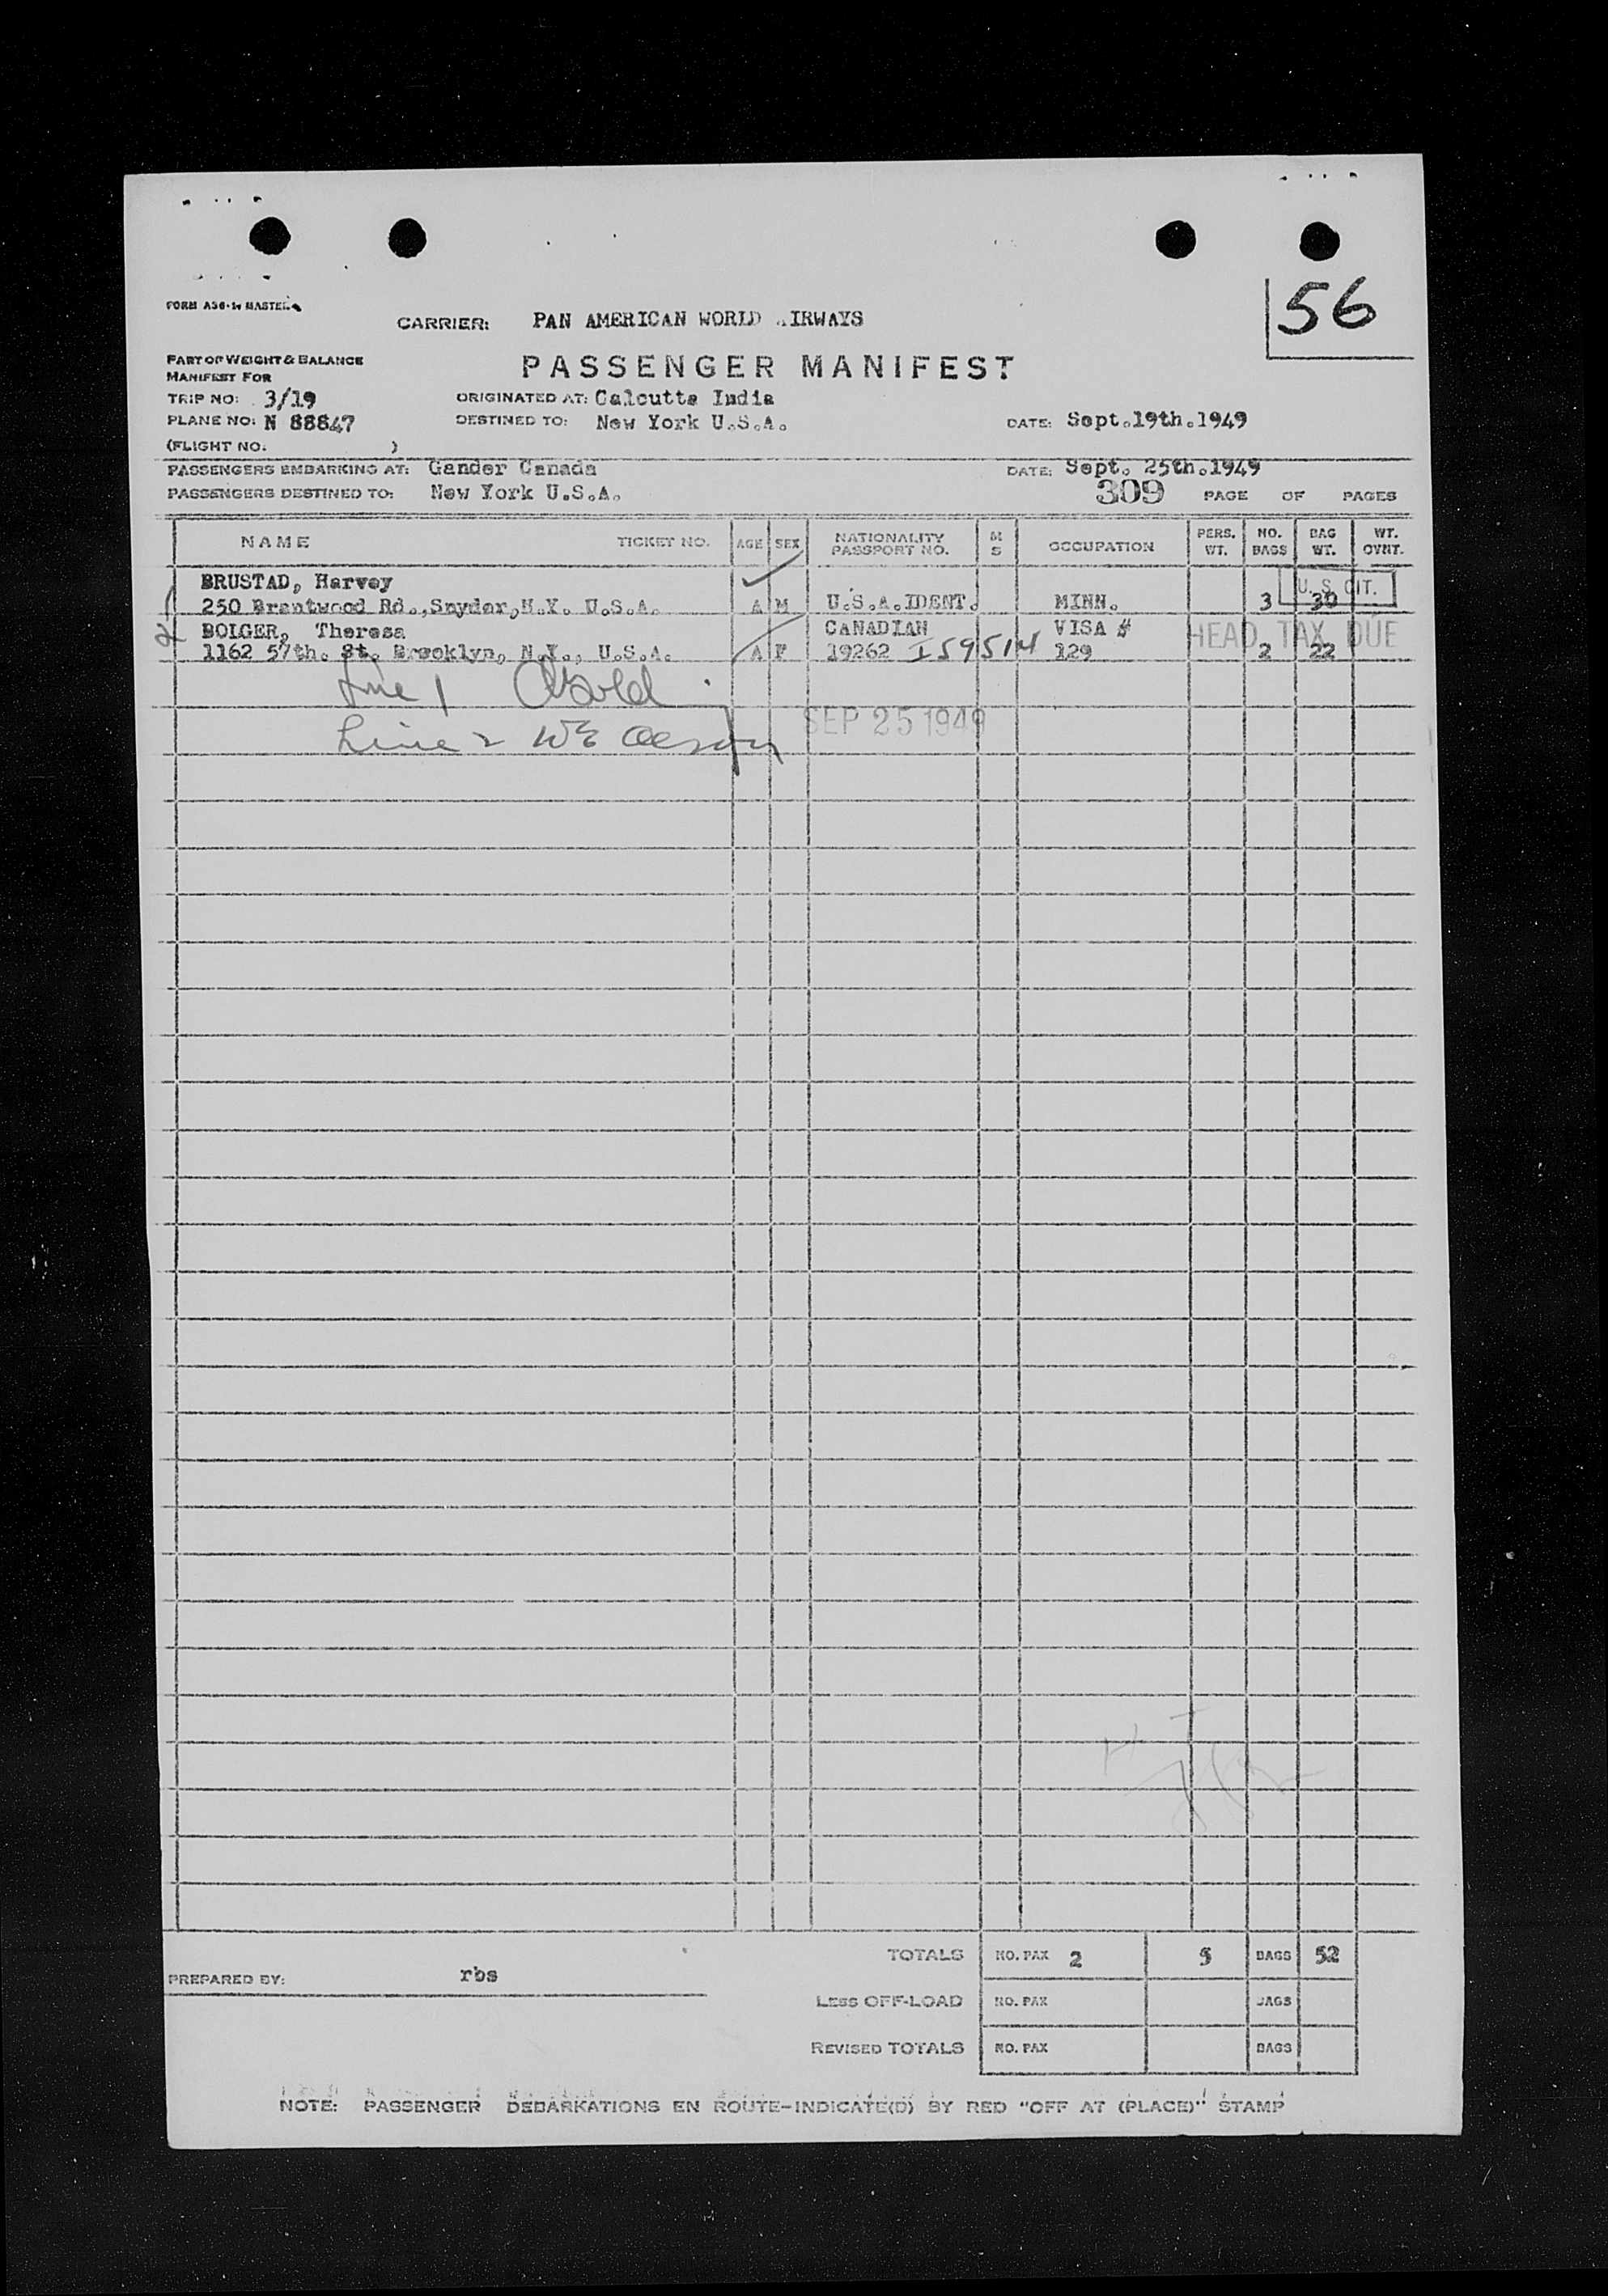 FORM A36-1- MASTER
56
CARRIER: PAN AMERICAN WORLD AIRWAYS
PART OF WEIGHT & BALANCE
MANIFEST FOR
PASSENGER MANIFEST
TRIP NO: 3/19 ORIGINATED AT: Calcutta India
PLANE NO: N 88847 DESTINED TO: New York U.S.A. DATE: Sept.19th.1949
(FLIGHT NO. )
PASSENGERS EMBARKING AT: Gander Canada DATE: Sept. 25th.1949
PASSENGERS DESTINED TO: New York U.S.A. 309 PAGE OF PAGES
NAME TICKET NO. AGE SEX NATIONALITY PASSPORT NO. M S OCCUPATION PERS. WT. NO. BAGS BAG WT. WT. OVNT.
BRUSTAD, Harvey U.S. CIT.
250 Brantwood Rd.,Snyder,N.Y. U.S.A. A M U.S.A.IDENT. MINN. 3 30
BOLGER, Theresa CANADIAN VISA # HEAD TAX DUE
1162 57th. St. Brooklyn, N.Y., U.S.A. A F 19262 I59514 129 2 22
Line 1
Line 2 SEP 25 1949
TOTALS NO. PAX 2 5 BAGS 52
PREPARED BY: rbs
LESS OFF-LOAD NO. PAX BAGS
REVISED TOTALS NO. PAX BAGS
NOTE: PASSENGER DEBARKATIONS EN ROUTE-INDICATE(D) BY RED "OFF AT (PLACE)" STAMP